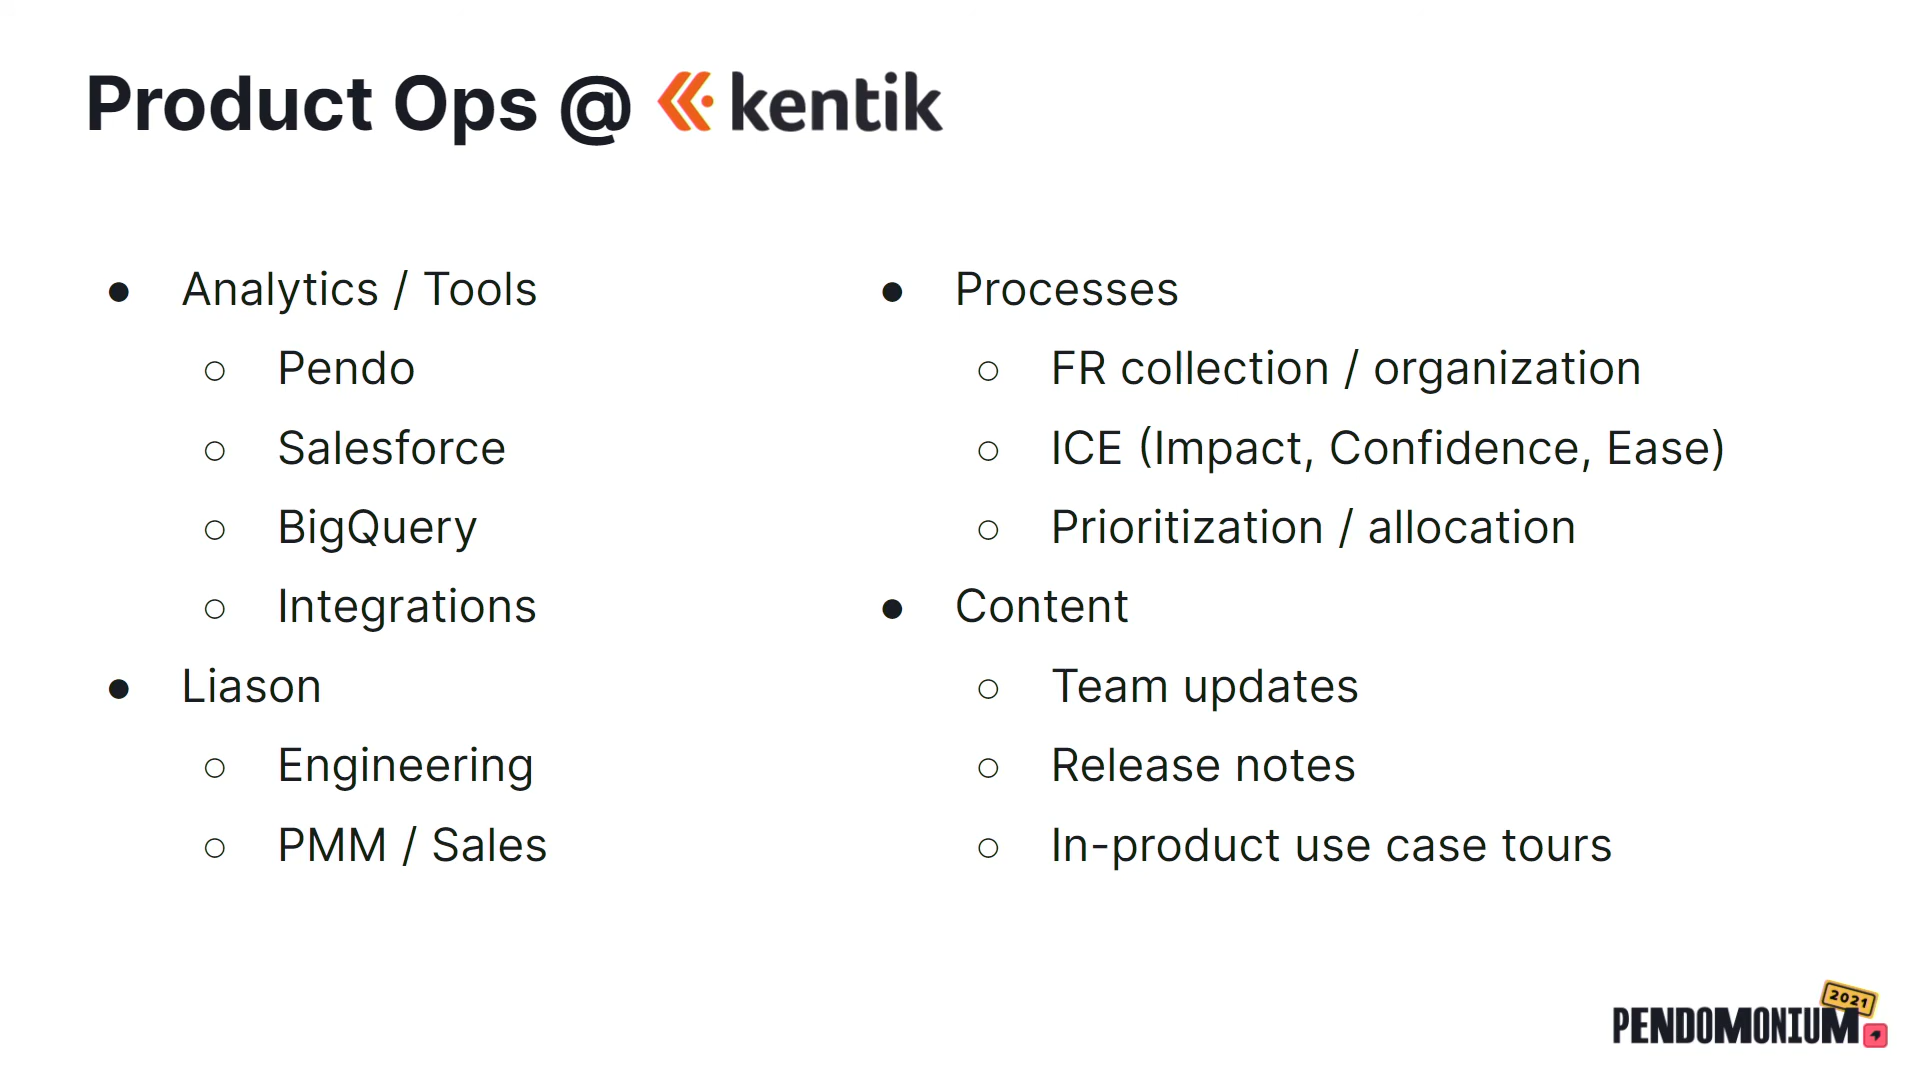 Product Ops @ kentik
● Analytics / Tools
○ Pendo
○ Salesforce
○ BigQuery
○ Integrations
● Liason
○ Engineering
○ PMM / Sales
● Processes
○ FR collection / organization
○ ICE (Impact, Confidence, Ease)
○ Prioritization / allocation
● Content
○ Team updates
○ Release notes
○ In-product use case tours
2021
PENDOMONIUM